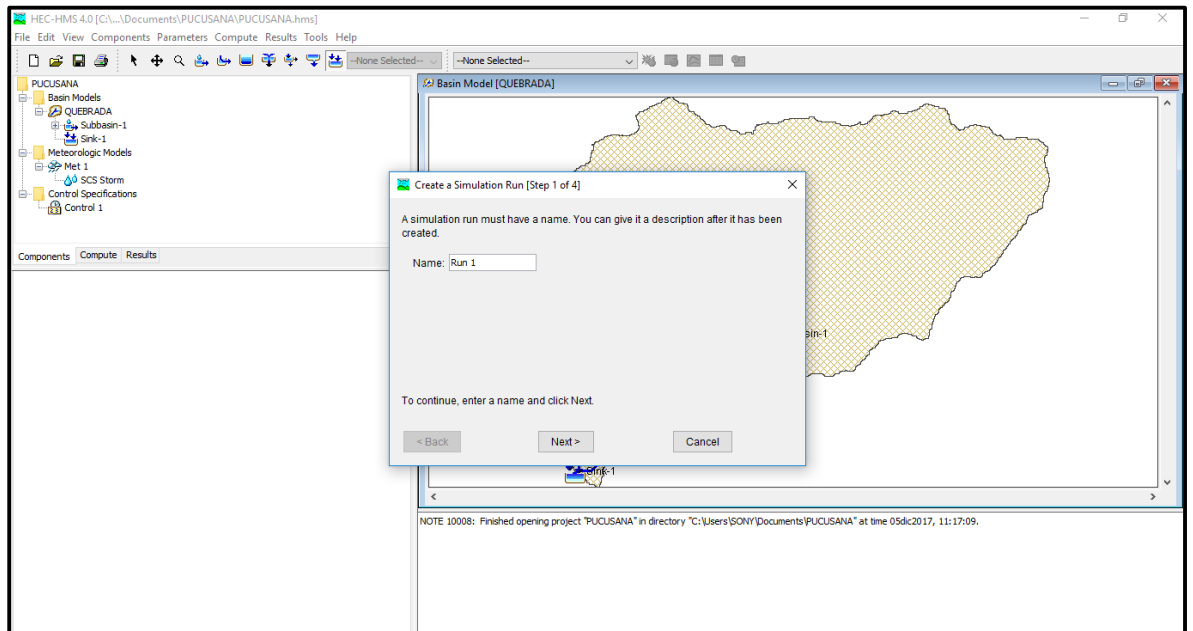 HEC-HMS 4.0 [C:\...\Documents\PUCUSANA\PUCUSANA.hms]
File Edit View Components Parameters Compute Results Tools Help
--None Selected-- --None Selected--
PUCUSANA
Basin Models
QUEBRADA
Subbasin-1
Sink-1
Meteorologic Models
Met 1
SCS Storm
Control Specifications
Control 1
Components Compute Results
Basin Model [QUEBRADA]
sin-1
Sink-1
Create a Simulation Run [Step 1 of 4]
A simulation run must have a name. You can give it a description after it has been
created.
Name: Run 1
To continue, enter a name and click Next.
< Back Next > Cancel
NOTE 10008: Finished opening project "PUCUSANA" in directory "C:\Users\SONY\Documents\PUCUSANA" at time 05dic2017, 11:17:09.